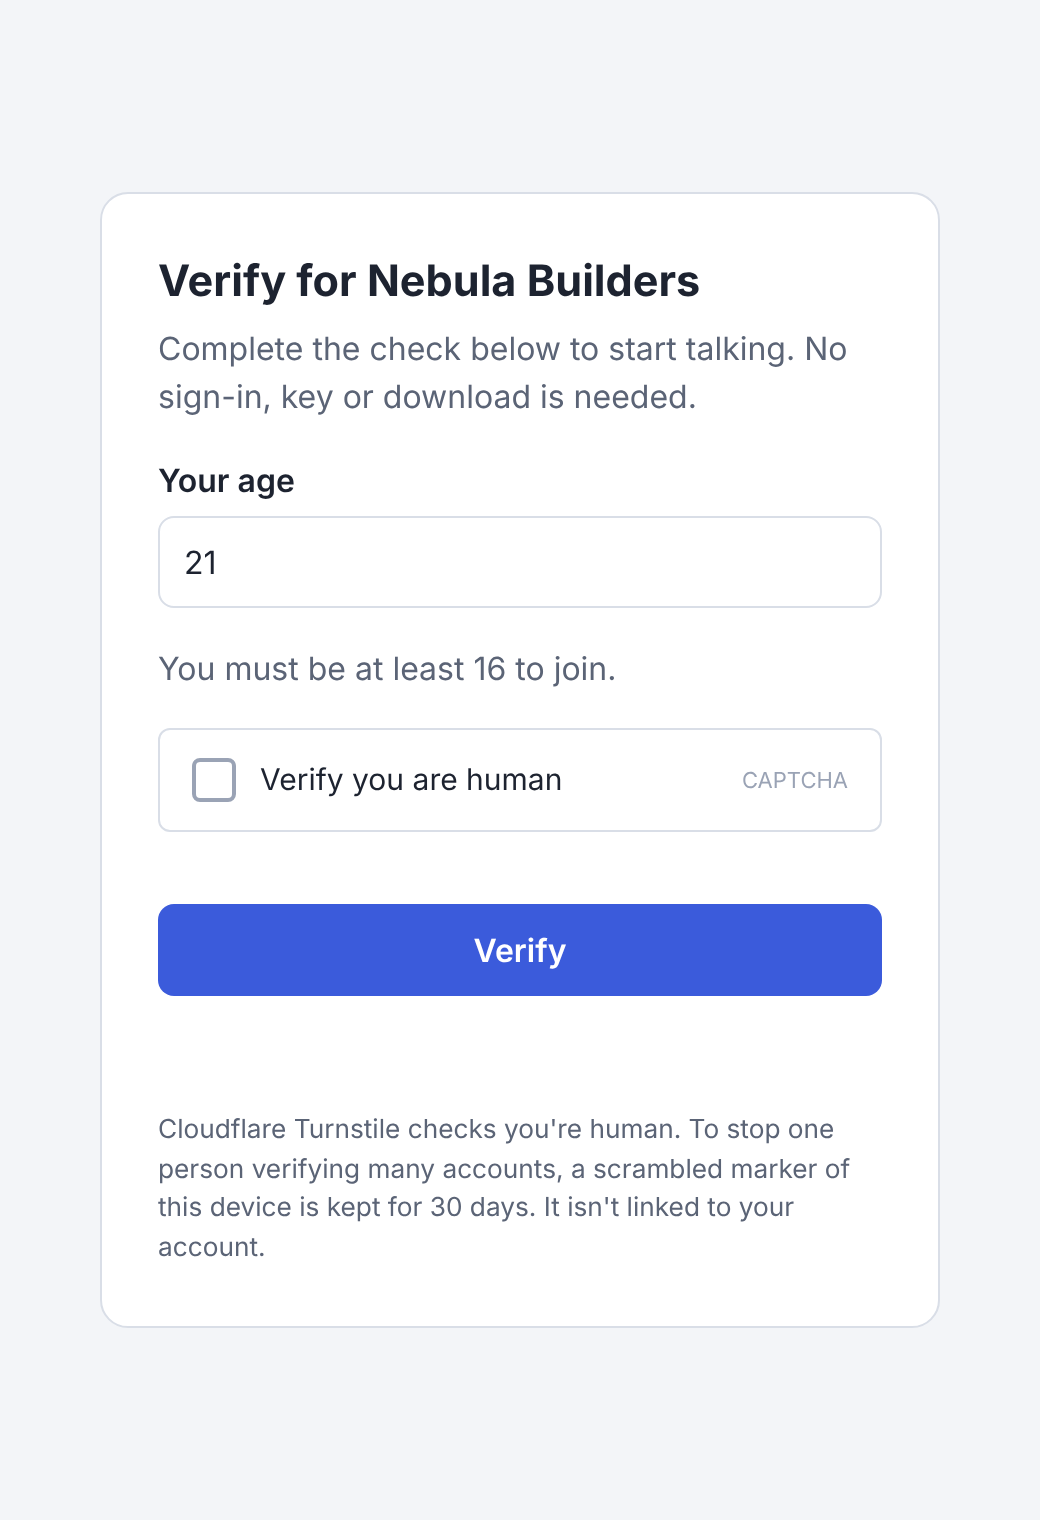 Verify for Nebula Builders
Complete the check below to start talking. No
sign-in, key or download is needed.
Your age
21
You must be at least 16 to join.
Verify you are human
CAPTCHA
Verify
Cloudflare Turnstile checks you're human. To stop one
person verifying many accounts, a scrambled marker of
this device is kept for 30 days. It isn't linked to your
account.